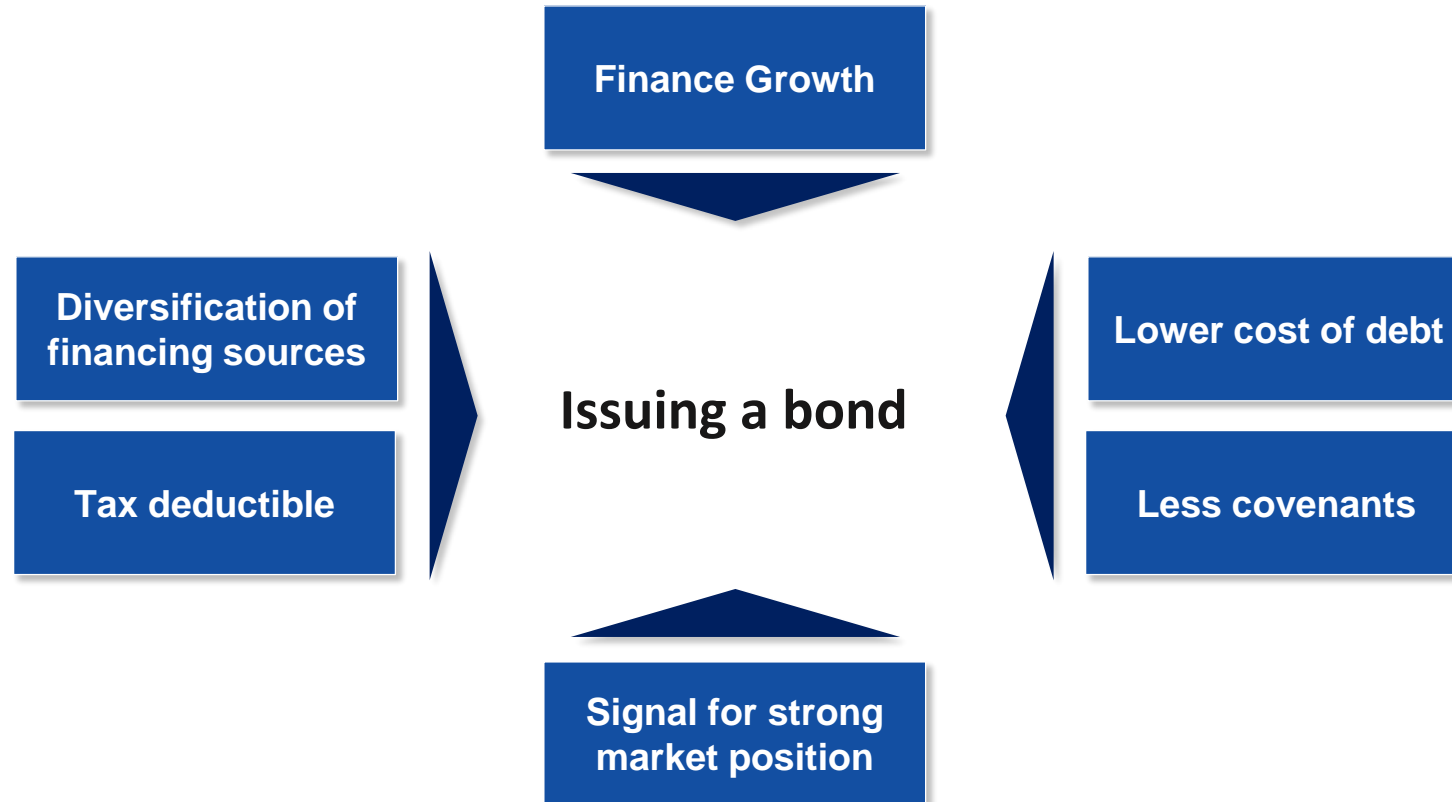 Finance Growth
Diversification of
financing sources
Lower cost of debt
Issuing a bond
Tax deductible
Less covenants
Signal for strong
market position